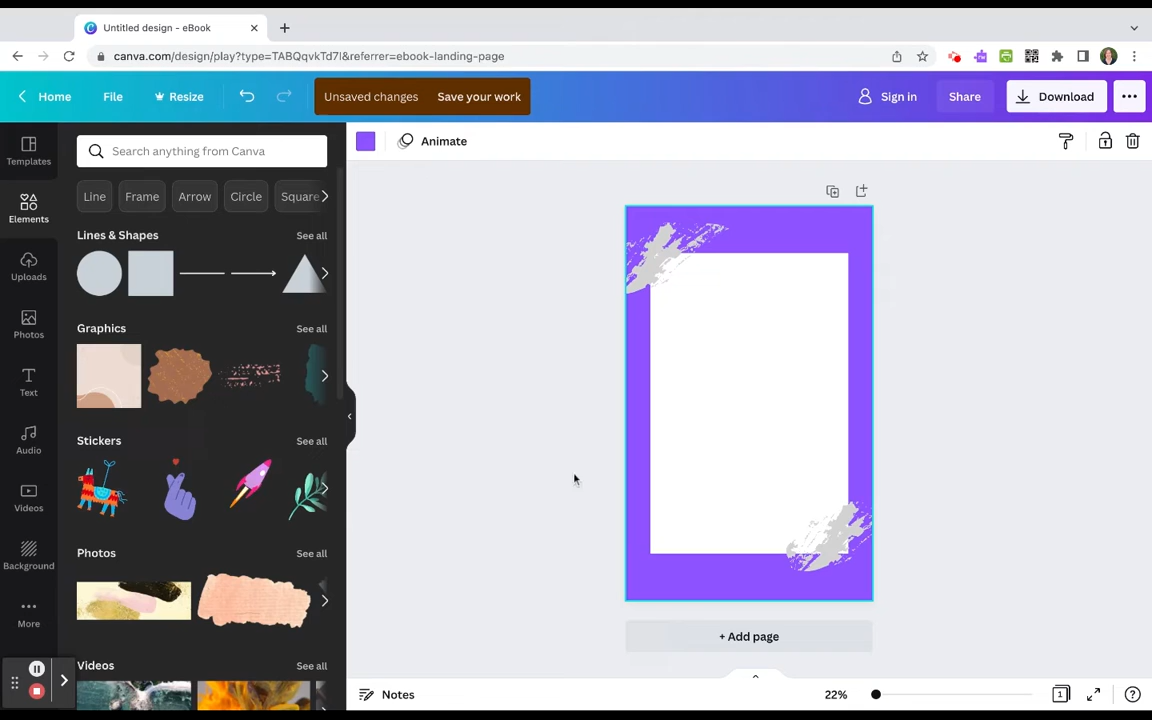 Untitled design - eBook
canva.com/design/play?type=TABQqvkTd7I&referrer=ebook-landing-page
Home
File
Resize
Unsaved changes
Save your work
Sign in
Share
Download
Templates
Search anything from Canva
Animate
Elements
Line
Frame
Arrow
Circle
Square
Lines & Shapes
See all
Uploads
Photos
Graphics
See all
Text
Audio
Stickers
See all
Videos
Background
Photos
See all
More
+ Add page
Videos
See all
Notes
22%
1